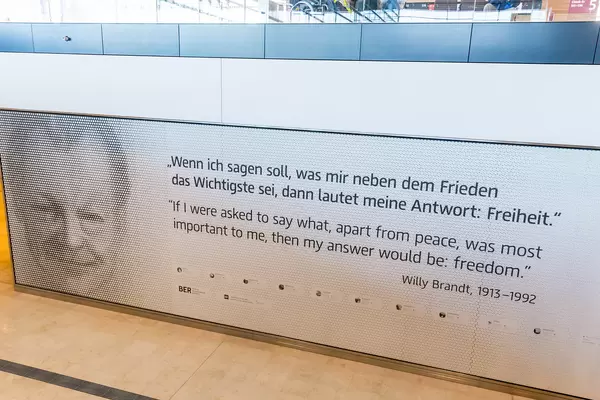 „Wenn ich sagen soll, was mir neben dem Frieden
das Wichtigste sei, dann lautet meine Antwort: Freiheit.“
“If I were asked to say what, apart from peace, was most
important to me, then my answer would be: freedom.”
Willy Brandt, 1913–1992
BER